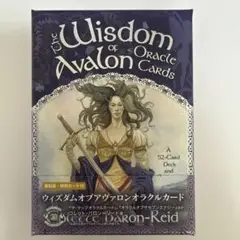 The
Wisdom
of
Avalon
Oracle
Cards
A
52-Card
Deck and
ウィズダムオブアヴァロンオラクルカード
Colette Baron-Reid